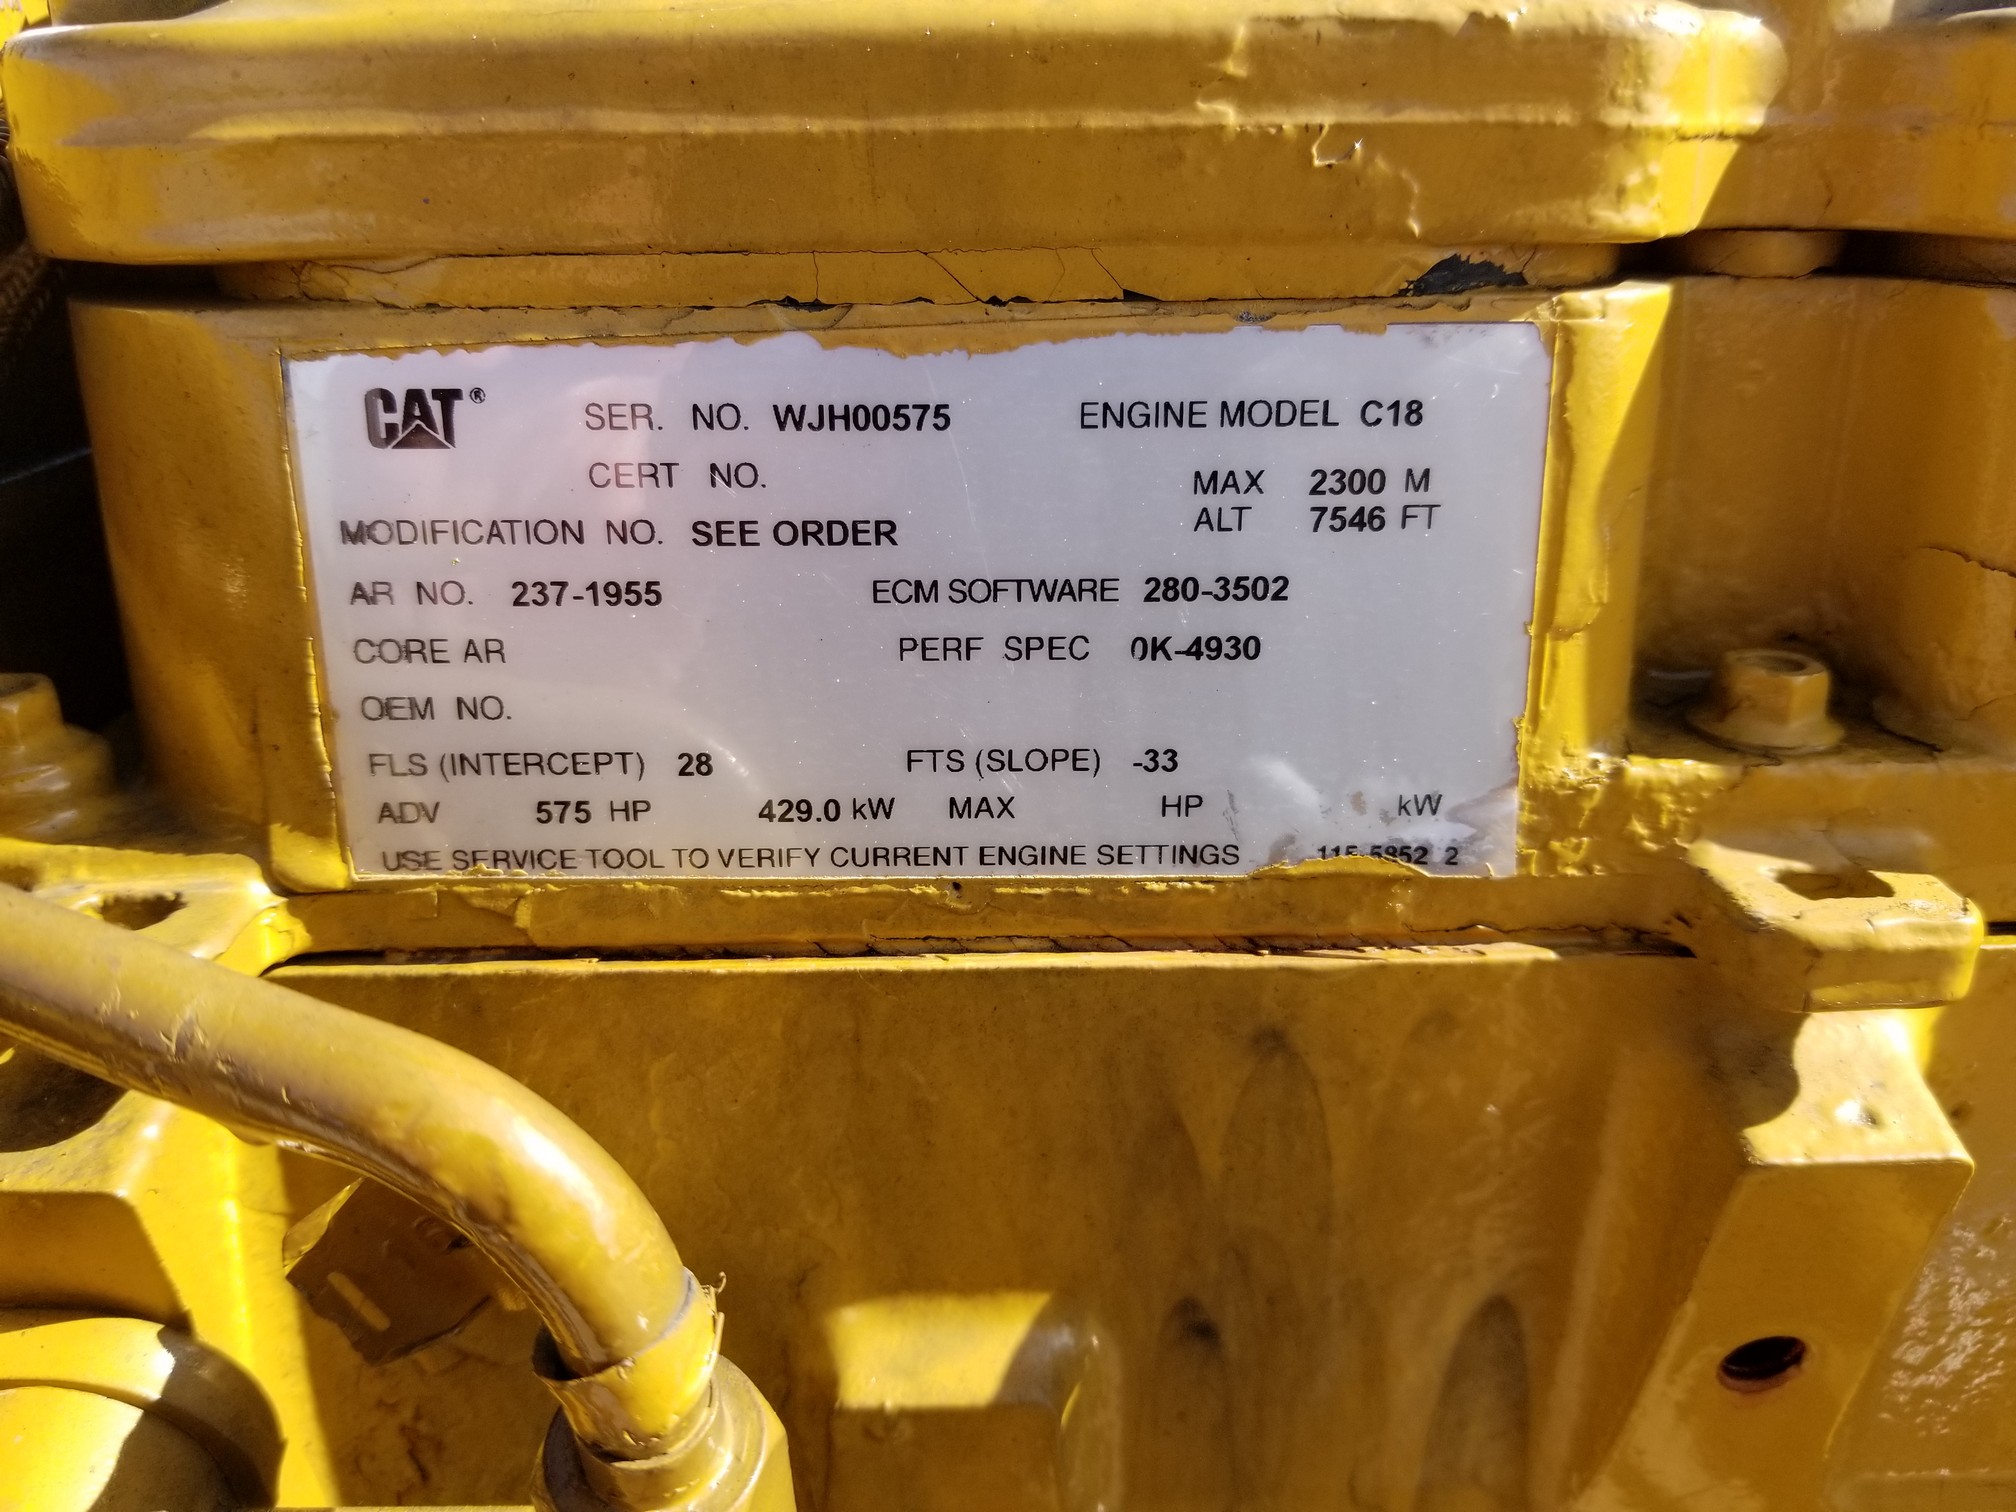 CAT® SER. NO. WJH00575 ENGINE MODEL C18
CERT NO. MAX 2300 M
ALT 7546 FT
MODIFICATION NO. SEE ORDER
AR NO. 237-1955 ECM SOFTWARE 280-3502
CORE AR PERF SPEC 0K-4930
OEM NO.
FLS (INTERCEPT) 28 FTS (SLOPE) -33
ADV 575 HP 429.0 kW MAX HP kW
USE SERVICE TOOL TO VERIFY CURRENT ENGINE SETTINGS 2